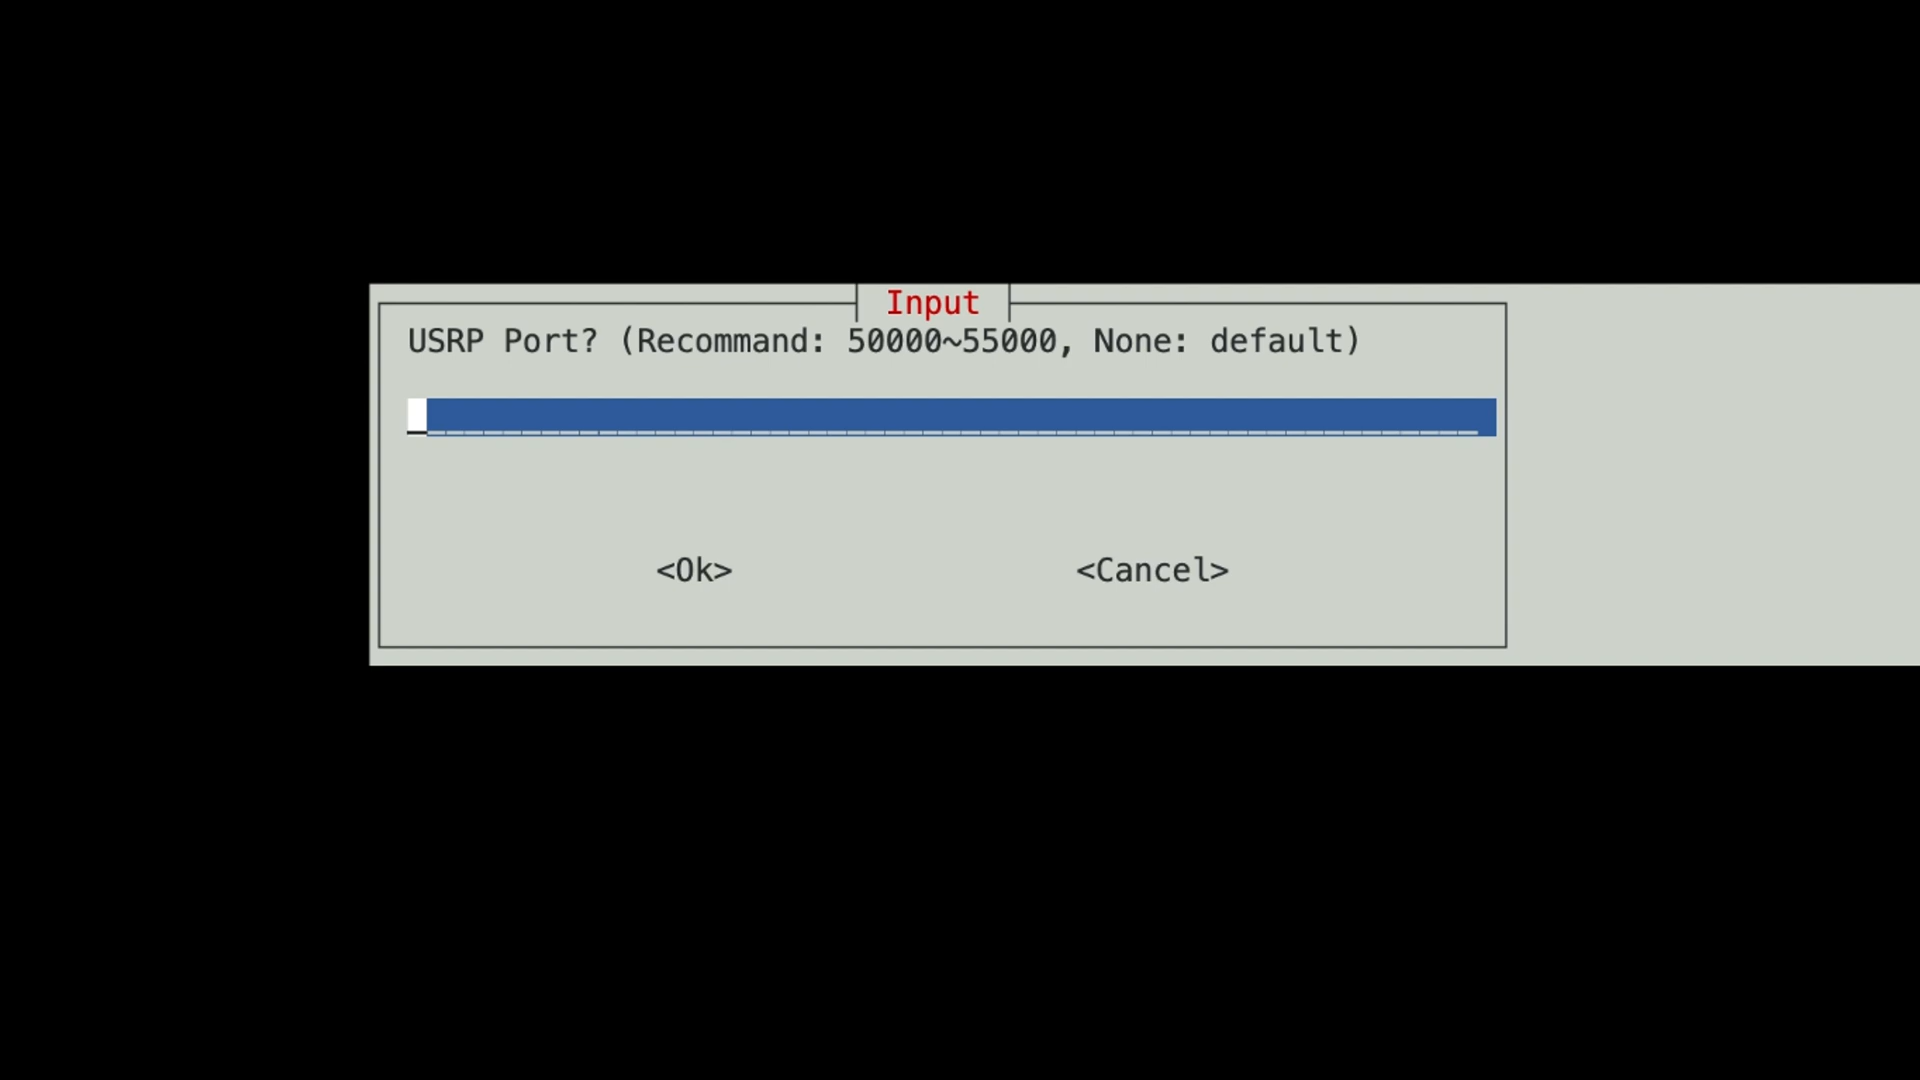 Input
USRP Port? (Recommand: 50000~55000, None: default)
<Ok> <Cancel>